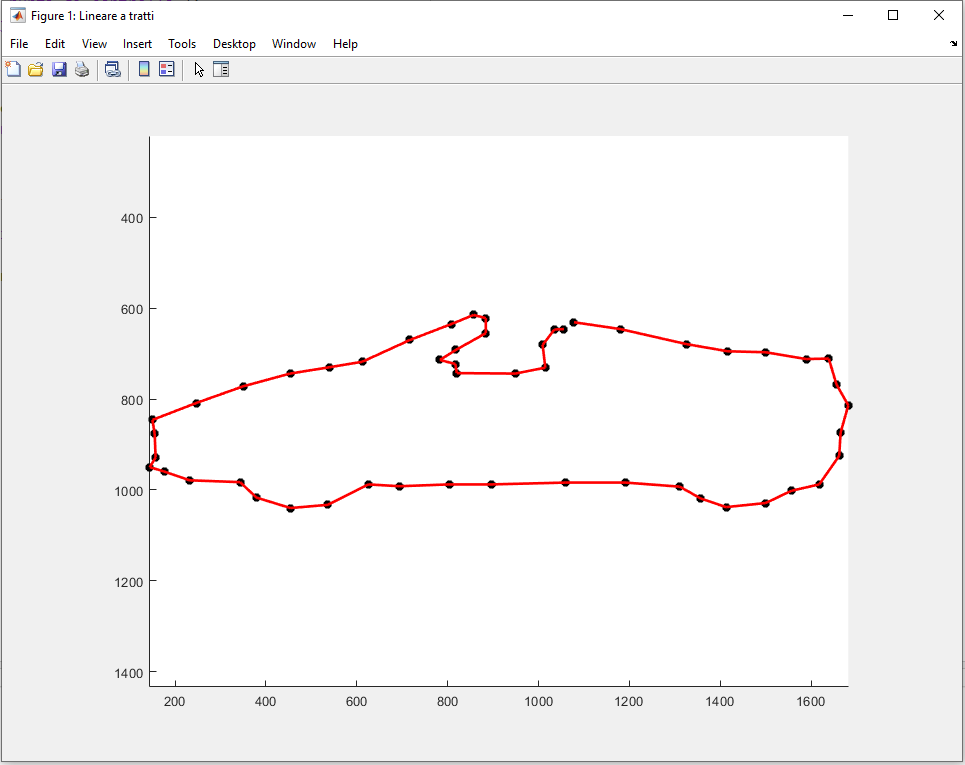 Figure 1: Lineare a tratti
File Edit View Insert Tools Desktop Window Help
400
600
800
1000
1200
1400
200 400 600 800 1000 1200 1400 1600